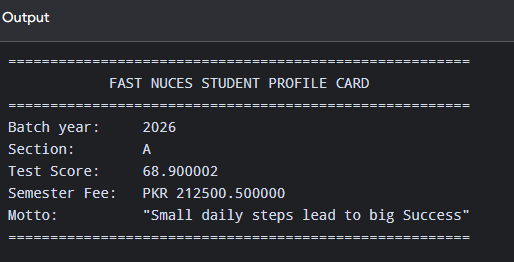 Output
=======================================================
FAST NUCES STUDENT PROFILE CARD
=======================================================
Batch year: 2026
Section: A
Test Score: 68.900002
Semester Fee: PKR 212500.500000
Motto: "Small daily steps lead to big Success"
=======================================================